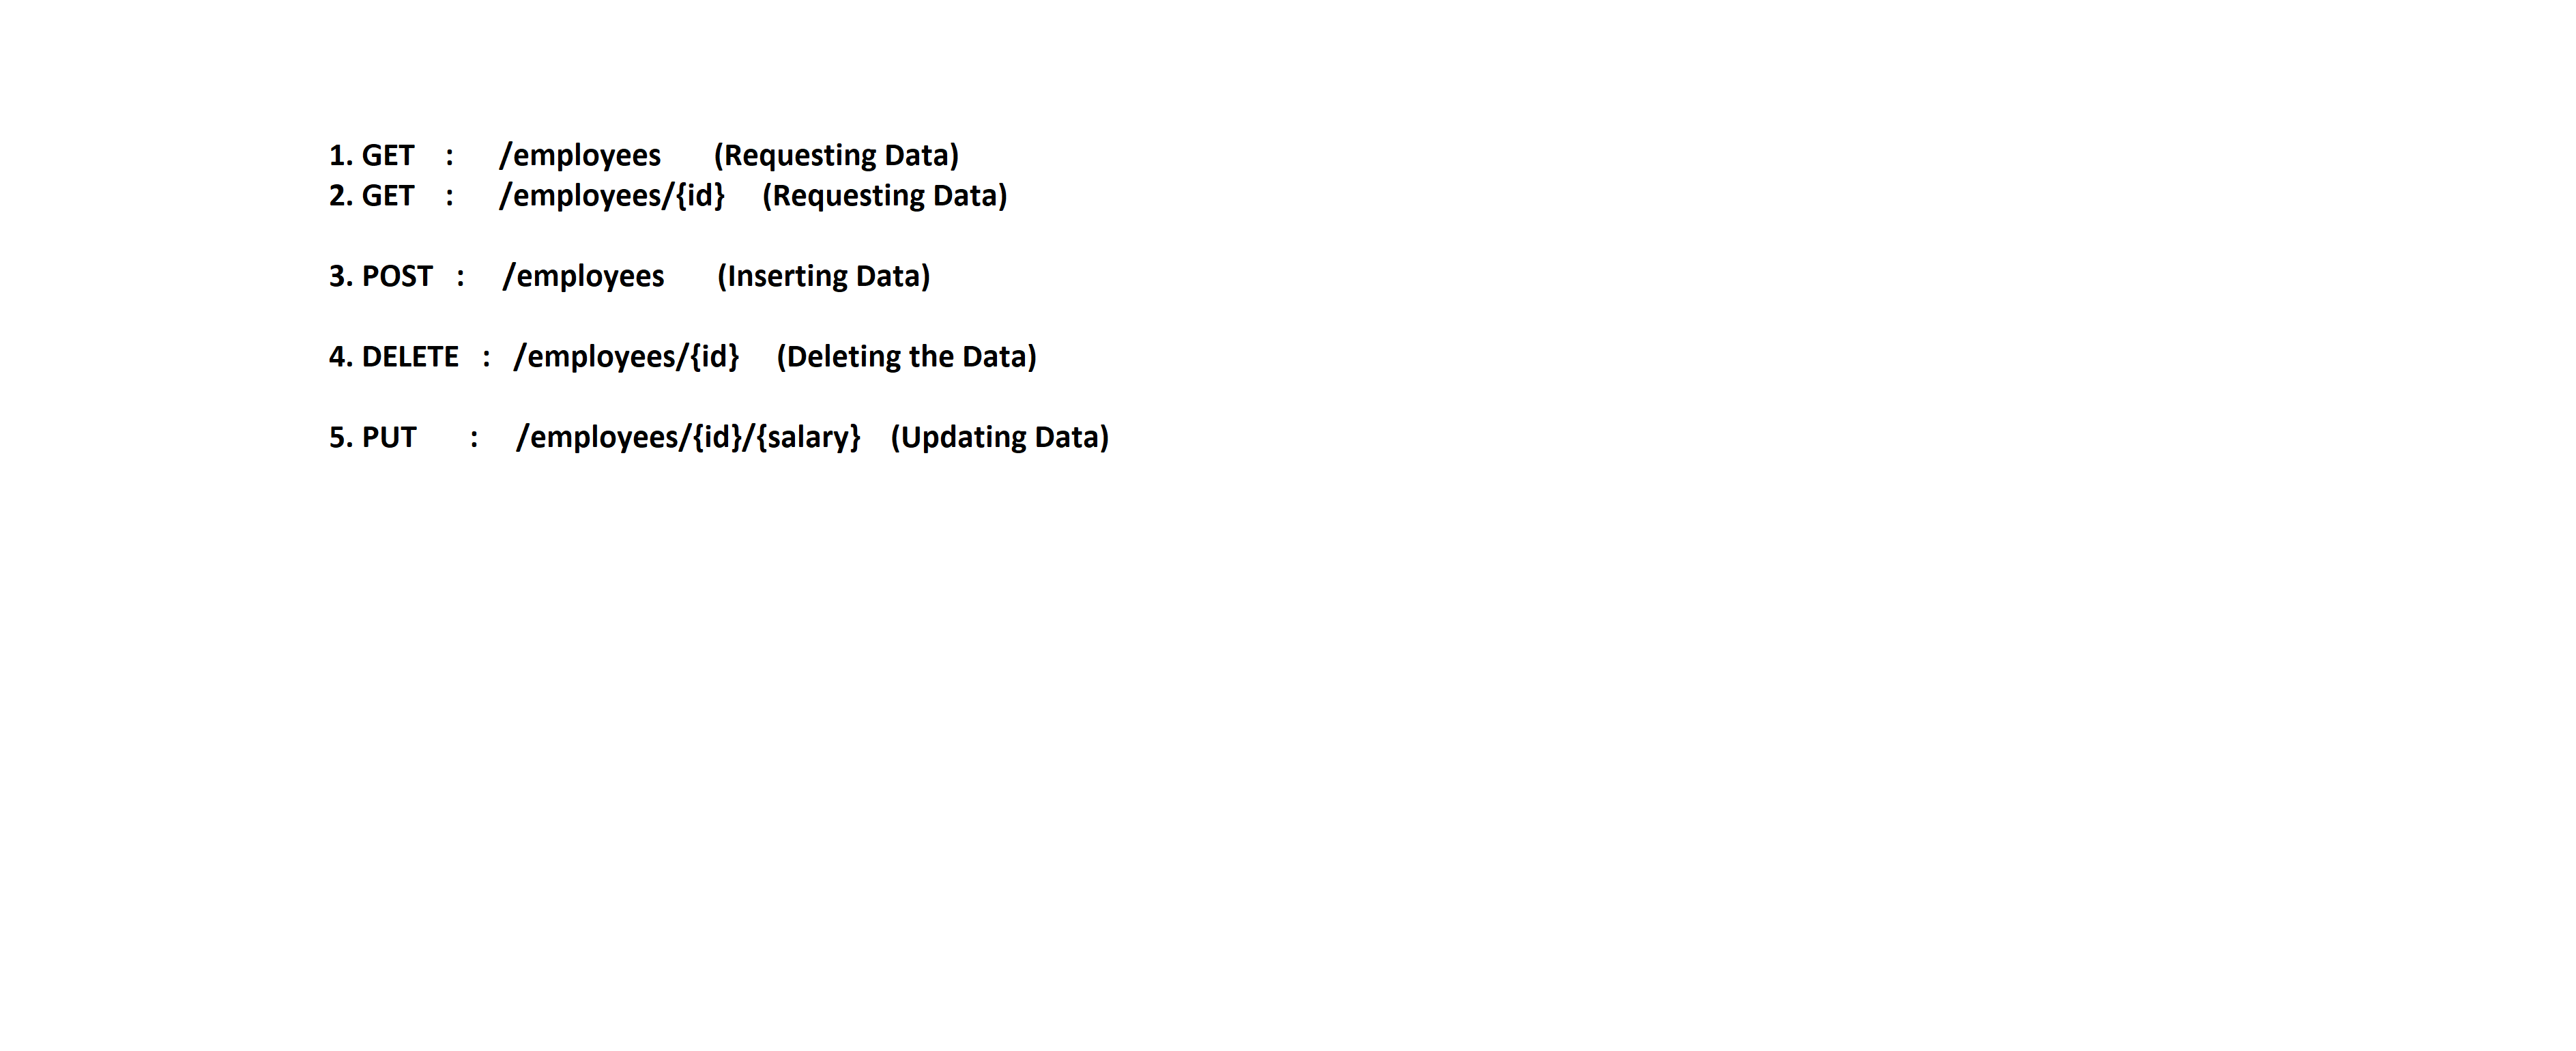 1. GET : /employees (Requesting Data)
2. GET : /employees/{id} (Requesting Data)
3. POST : /employees (Inserting Data)
4. DELETE : /employees/{id} (Deleting the Data)
5. PUT : /employees/{id}/{salary} (Updating Data)